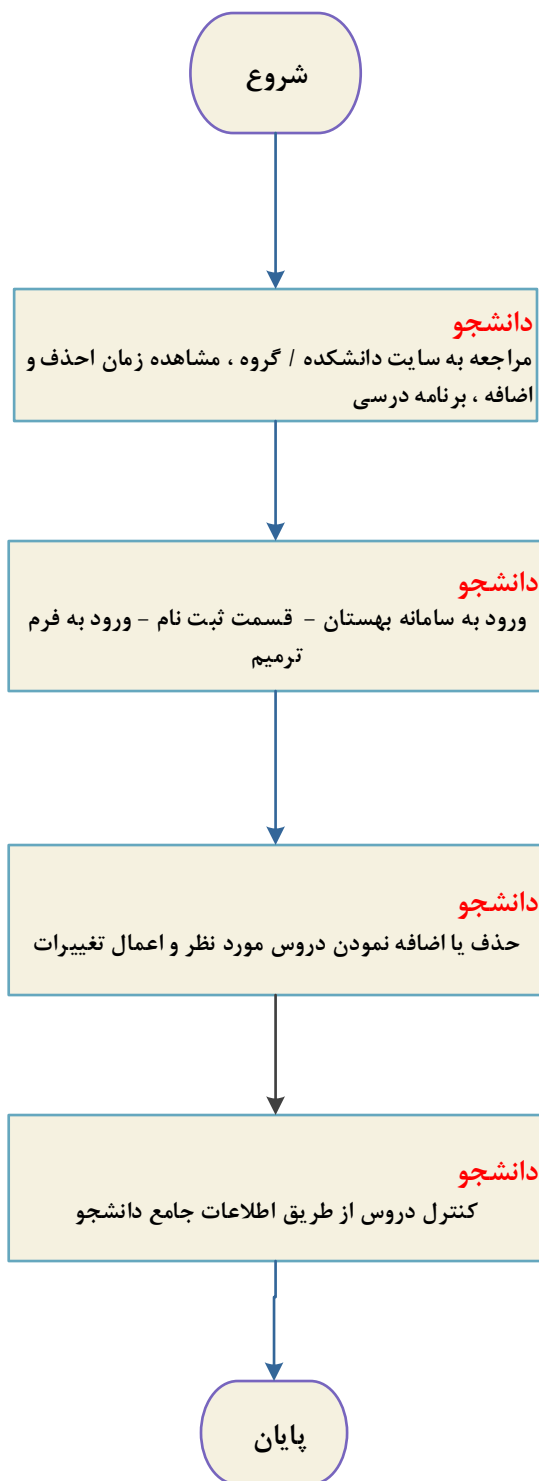 شروع
دانشجو
مراجعه به سایت دانشکده / گروه ، مشاهده زمان احذف و
اضافه ، برنامه درسی
دانشجو
ورود به سامانه بهستان – قسمت ثبت نام – ورود به فرم
ترمیم
دانشجو
حذف یا اضافه نمودن دروس مورد نظر و اعمال تغییرات
دانشجو
کنترل دروس از طریق اطلاعات جامع دانشجو
پایان